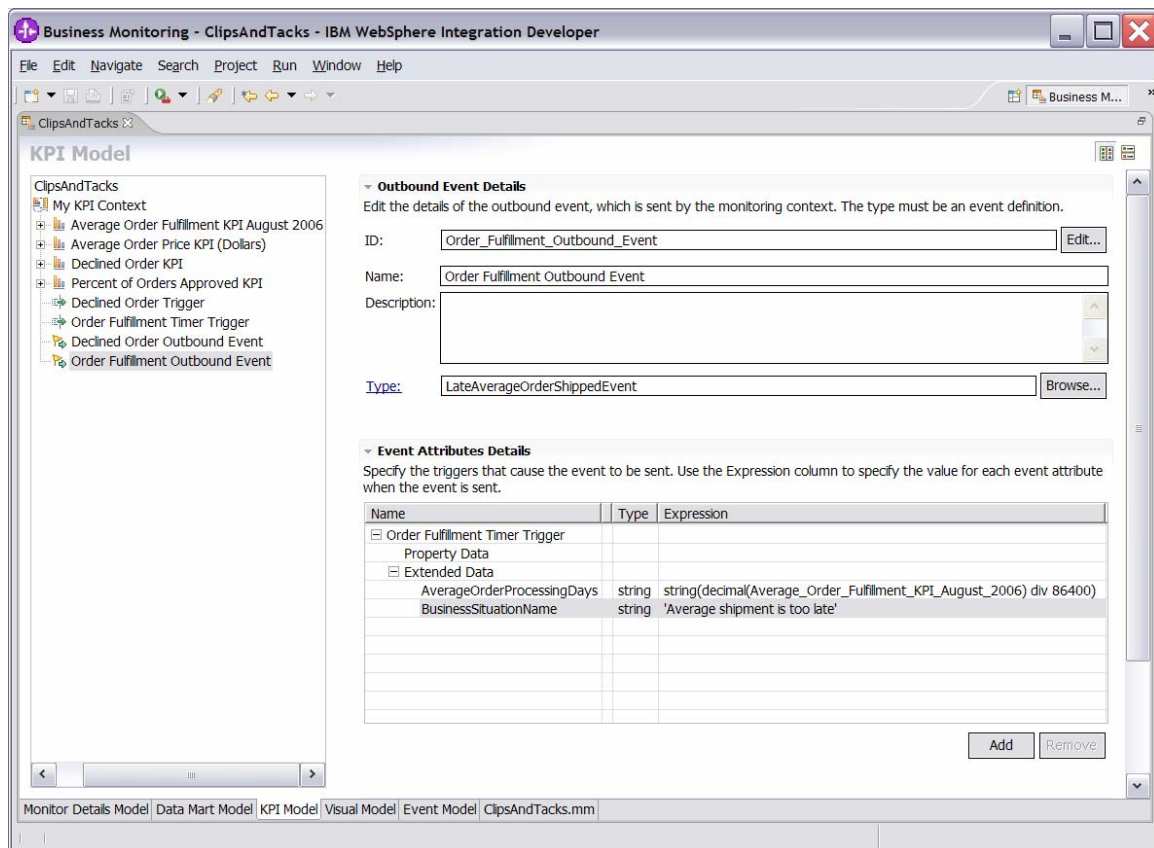 Business Monitoring - ClipsAndTacks - IBM WebSphere Integration Developer
File Edit Navigate Search Project Run Window Help
Business M... »
ClipsAndTacks
KPI Model
ClipsAndTacks
My KPI Context
Average Order Fulfillment KPI August 2006
Average Order Price KPI (Dollars)
Declined Order KPI
Percent of Orders Approved KPI
Declined Order Trigger
Order Fulfillment Timer Trigger
Declined Order Outbound Event
Order Fulfillment Outbound Event
Outbound Event Details
Edit the details of the outbound event, which is sent by the monitoring context. The type must be an event definition.
ID: Order_Fulfillment_Outbound_Event Edit...
Name: Order Fulfillment Outbound Event
Description:
Type: LateAverageOrderShippedEvent Browse...
Event Attributes Details
Specify the triggers that cause the event to be sent. Use the Expression column to specify the value for each event attribute
when the event is sent.
Name Type Expression
Order Fulfillment Timer Trigger
Property Data
Extended Data
AverageOrderProcessingDays string string(decimal(Average_Order_Fulfillment_KPI_August_2006) div 86400)
BusinessSituationName string 'Average shipment is too late'
Add Remove
Monitor Details Model Data Mart Model KPI Model Visual Model Event Model ClipsAndTacks.mm